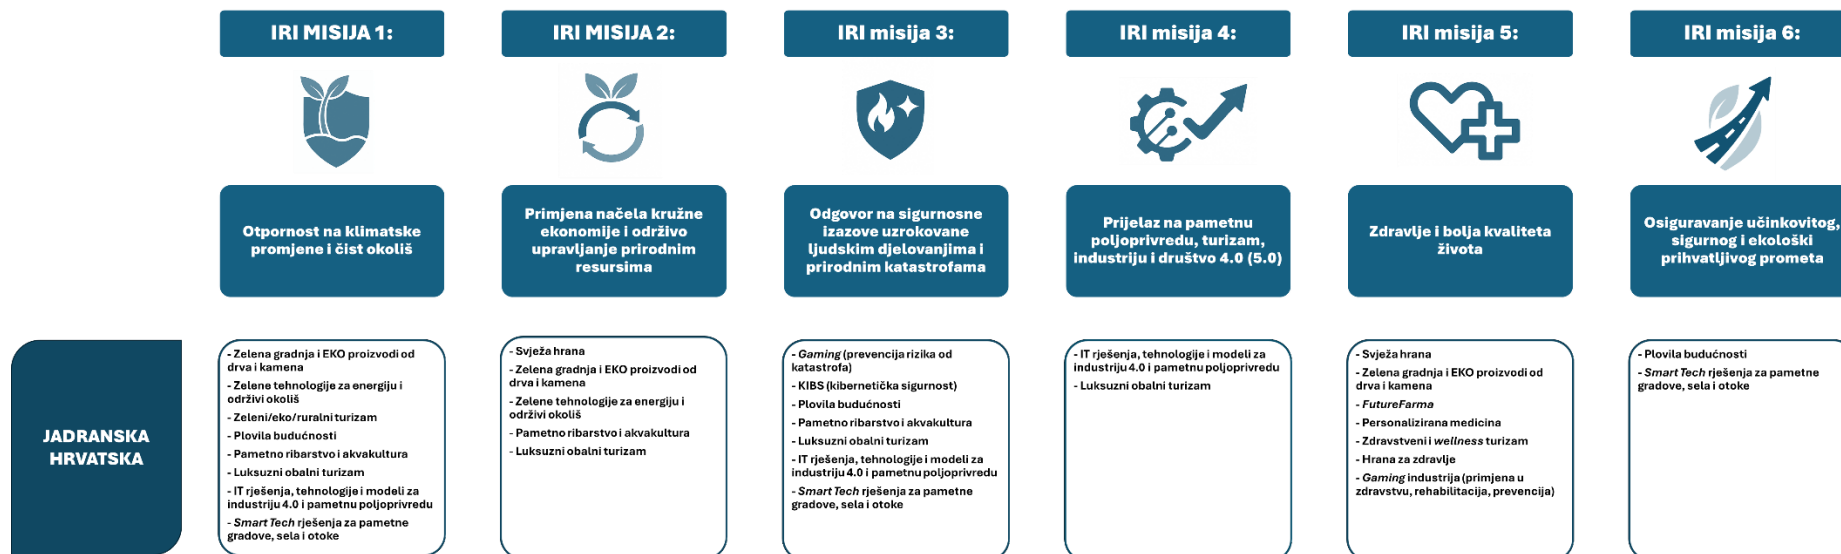 IRI MISIJA 1:
IRI MISIJA 2:
IRI misija 3:
IRI misija 4:
IRI misija 5:
IRI misija 6:
Otpornost na klimatske
promjene i čist okoliš
Primjena načela kružne
ekonomije i održivo
upravljanje prirodnim
resursima
Odgovor na sigurnosne
izazove uzrokovane
ljudskim djelovanjima i
prirodnim katastrofama
Prijelaz na pametnu
poljoprivredu, turizam,
industriju i društvo 4.0 (5.0)
Zdravlje i bolja kvaliteta
života
Osiguravanje učinkovitog,
sigurnog i ekološki
prihvatljivog prometa
JADRANSKA
HRVATSKA
- Zelena gradnja i EKO proizvodi od
drva i kamena
- Zelene tehnologije za energiju i
održivi okoliš
- Zeleni/eko/ruralni turizam
- Plovila budućnosti
- Pametno ribarstvo i akvakultura
- Luksuzni obalni turizam
- IT rješenja, tehnologije i modeli za
industriju 4.0 i pametnu poljoprivredu
- Smart Tech rješenja za pametne
gradove, sela i otoke
- Svježa hrana
- Zelena gradnja i EKO proizvodi od
drva i kamena
- Zelene tehnologije za energiju i
održivi okoliš
- Pametno ribarstvo i akvakultura
- Luksuzni obalni turizam
- Gaming (prevencija rizika od
katastrofa)
- KIBS (kibernetička sigurnost)
- Plovila budućnosti
- Pametno ribarstvo i akvakultura
- Luksuzni obalni turizam
- IT rješenja, tehnologije i modeli za
industriju 4.0 i pametnu poljoprivredu
- Smart Tech rješenja za pametne
gradove, sela i otoke
- IT rješenja, tehnologije i modeli za
industriju 4.0 i pametnu poljoprivredu
- Luksuzni obalni turizam
- Svježa hrana
- Zelena gradnja i EKO proizvodi od
drva i kamena
- FutureFarma
- Personalizirana medicina
- Zdravstveni i wellness turizam
- Hrana za zdravlje
- Gaming industrija (primjena u
zdravstvu, rehabilitacija, prevencija)
- Plovila budućnosti
- Smart Tech rješenja za pametne
gradove, sela i otoke